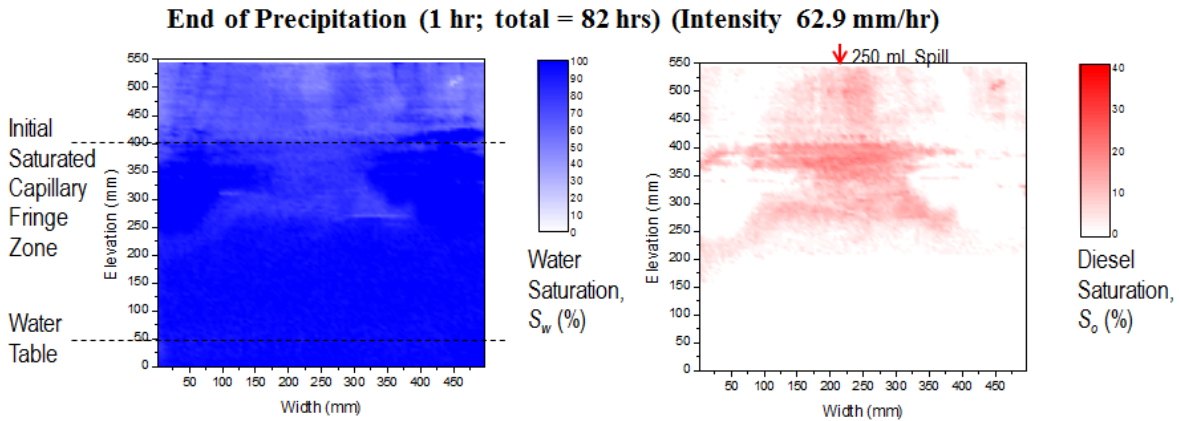 End of Precipitation (1 hr; total = 82 hrs) (Intensity 62.9 mm/hr)
Initial
Saturated
Capillary
Fringe
Zone
Water
Table
Elevation (mm)
550
500
450
400
350
300
250
200
150
100
50
0
50 100 150 200 250 300 350 400 450
Width (mm)
100
90
80
70
60
50
40
30
20
10
0
Water
Saturation,
Sw (%)
250 ml Spill
Elevation (mm)
550
500
450
400
350
300
250
200
150
100
50
0
50 100 150 200 250 300 350 400 450
Width (mm)
40
30
20
10
0
Diesel
Saturation,
So (%)